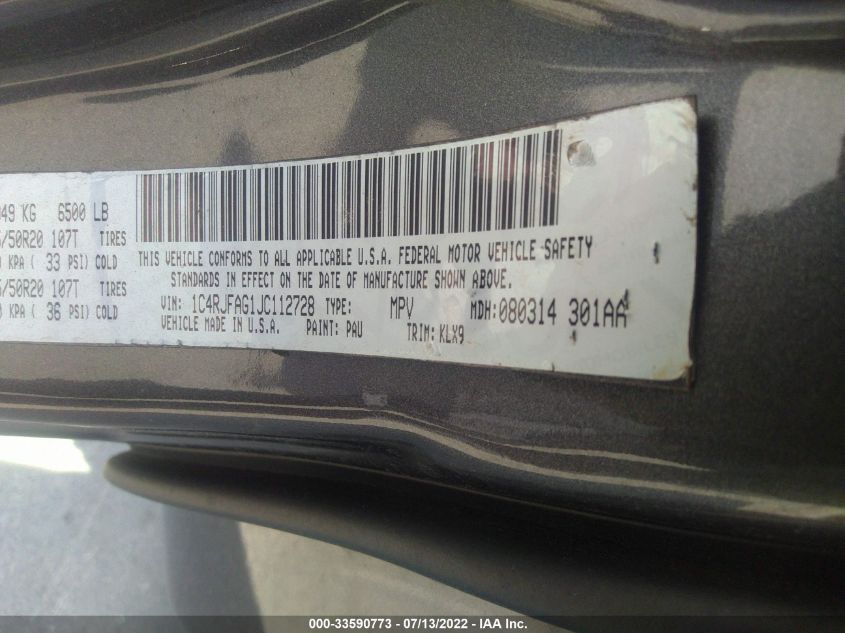 949 KG 6500 LB
/50R20 107T TIRES
KPA ( 33 PSI) COLD
/50R20 107T TIRES
KPA ( 36 PSI) COLD
THIS VEHICLE CONFORMS TO ALL APPLICABLE U.S.A. FEDERAL MOTOR VEHICLE SAFETY
STANDARDS IN EFFECT ON THE DATE OF MANUFACTURE SHOWN ABOVE.
VIN: 1C4RJFAG1JC112728 TYPE: MPV MDH:080314 301AA
VEHICLE MADE IN U.S.A. PAINT: PAU TRIM: KLX9
000-33590773 - 07/13/2022 - IAA Inc.